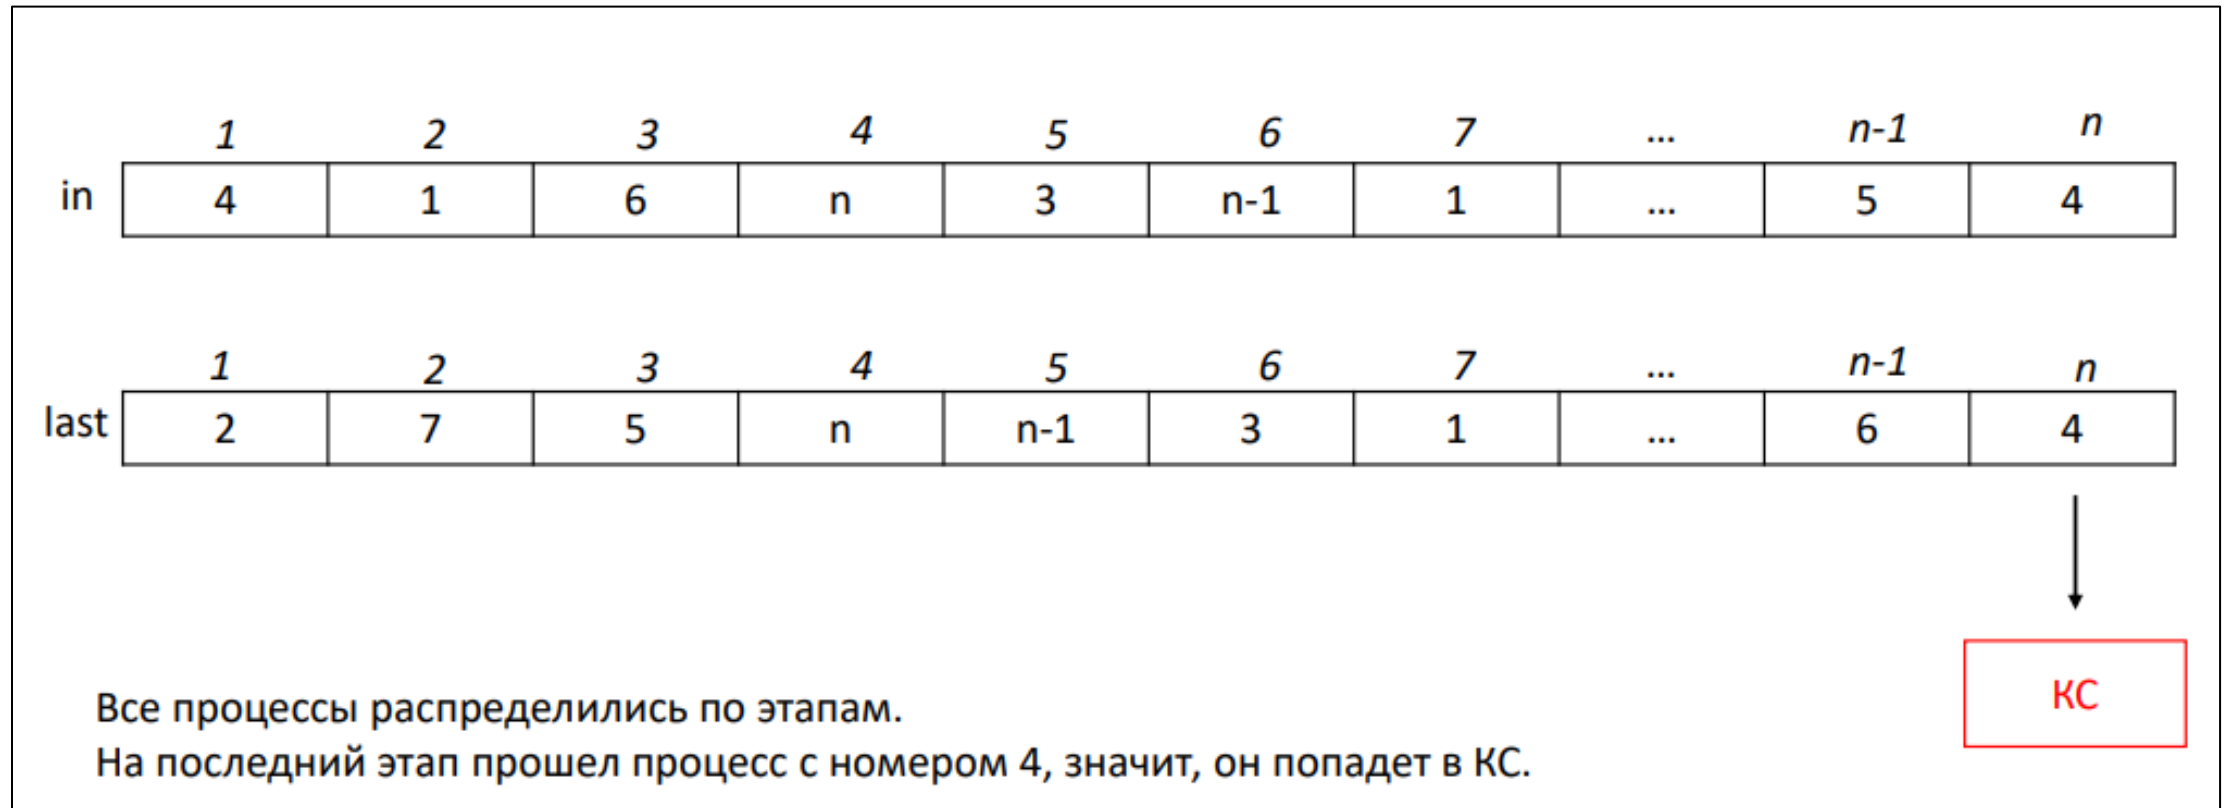 1 2 3 4 5 6 7 ... n-1 n
in 4 1 6 n 3 n-1 1 ... 5 4
1 2 3 4 5 6 7 ... n-1 n
last 2 7 5 n n-1 3 1 ... 6 4
КС
Все процессы распределились по этапам.
На последний этап прошел процесс с номером 4, значит, он попадет в КС.